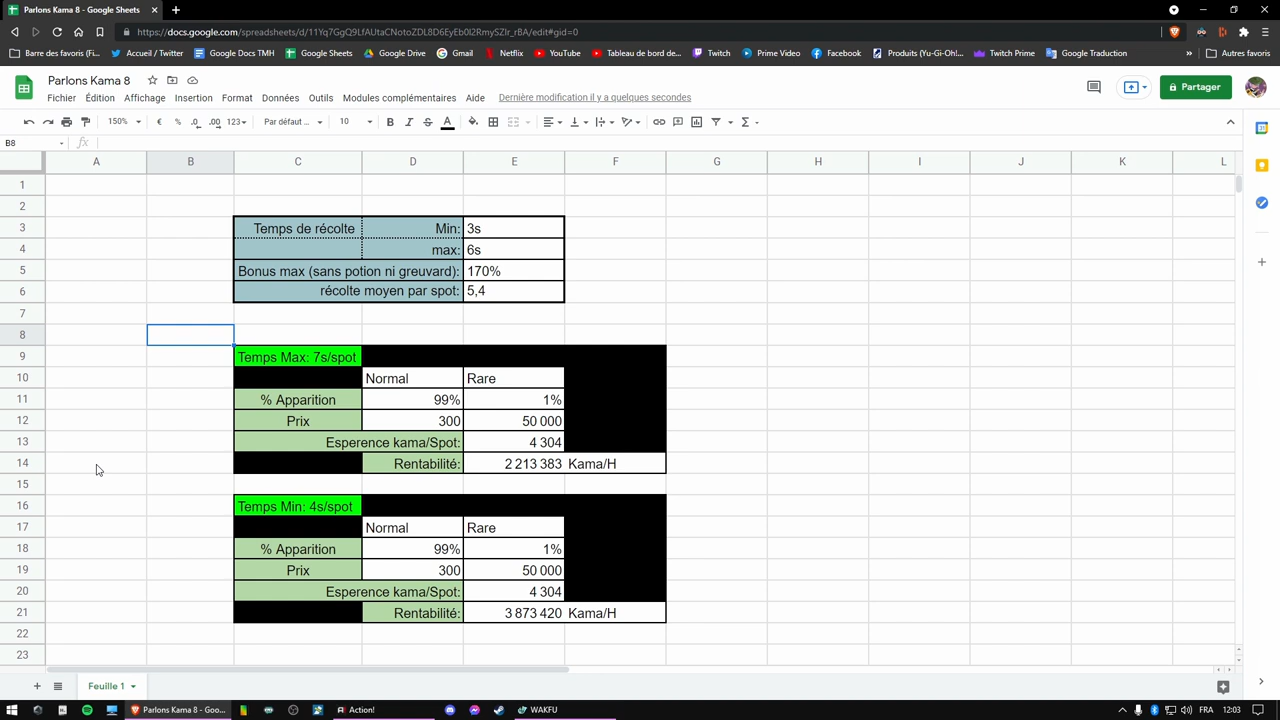 Parlons Kama 8 - Google Sheets
https://docs.google.com/spreadsheets/d/11Yq7GgQ9LfAUtaCNotoZDL8D6EyEb0l2RmySZIr_rBA/edit#gid=0
Barre des favoris (Fi... Accueil / Twitter Google Docs TMH Google Sheets Google Drive Gmail Netflix YouTube Tableau de bord de... Twitch Prime Video Facebook Produits (Yu-Gi-Oh!... Twitch Prime Google Traduction » Autres favoris
Parlons Kama 8
Partager
Fichier Édition Affichage Insertion Format Données Outils Modules complémentaires Aide Dernière modification il y a quelques secondes
150% € % .0 .00 123 Par défaut ... 10 B I S A Σ
B8 fx
A B C D E F G H I J K L
1
2
3 Temps de récolte Min: 3s
4 max: 6s
5 Bonus max (sans potion ni greuvard): 170%
6 récolte moyen par spot: 5,4
7
8
9 Temps Max: 7s/spot
10 Normal Rare
11 % Apparition 99% 1%
12 Prix 300 50 000
13 Esperence kama/Spot: 4 304
14 Rentabilité: 2 213 383 Kama/H
15
16 Temps Min: 4s/spot
17 Normal Rare
18 % Apparition 99% 1%
19 Prix 300 50 000
20 Esperence kama/Spot: 4 304
21 Rentabilité: 3 873 420 Kama/H
22
23
Feuille 1
Parlons Kama 8 - Goo... Action! WAKFU FRA 12:03